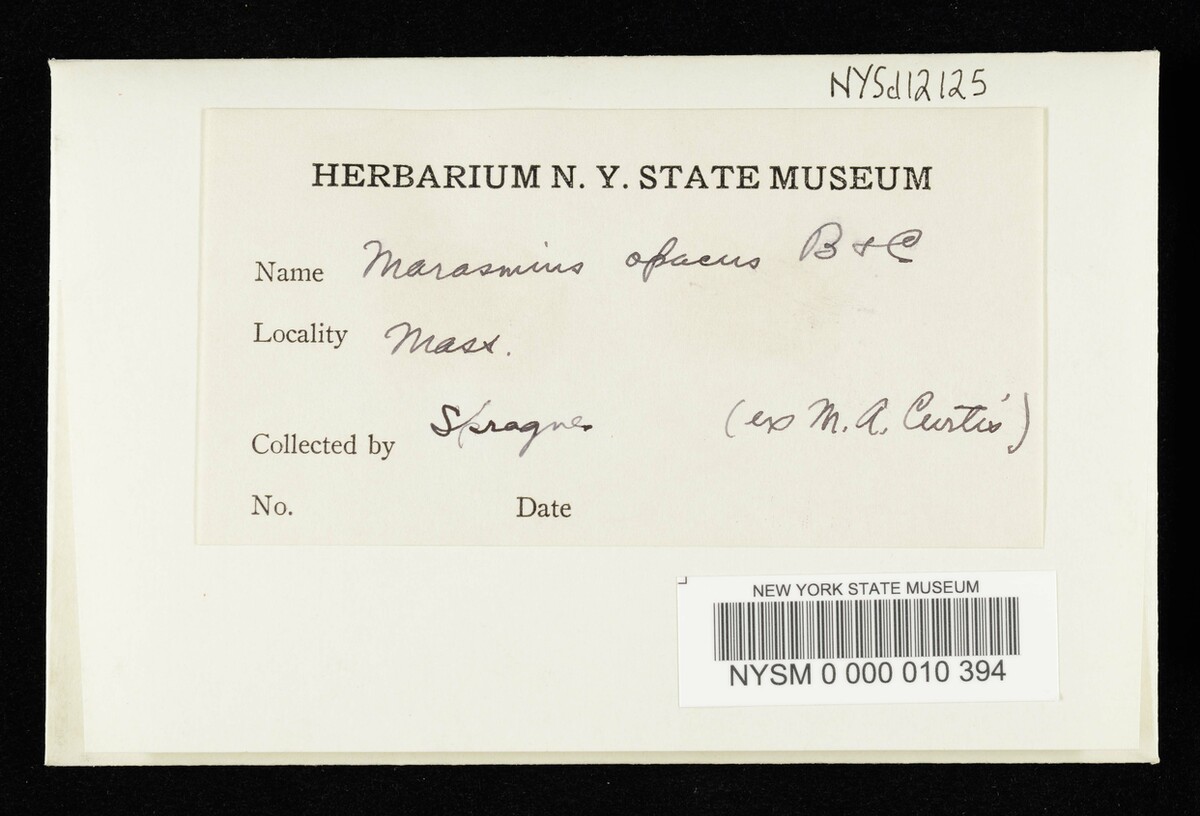 NYSd12125
HERBARIUM N. Y. STATE MUSEUM
Name Marasmius opacus B & C
Locality Mass.
Collected by Sprague (ex M. A. Curtis)
No. Date
NEW YORK STATE MUSEUM
NYSM 0 000 010 394